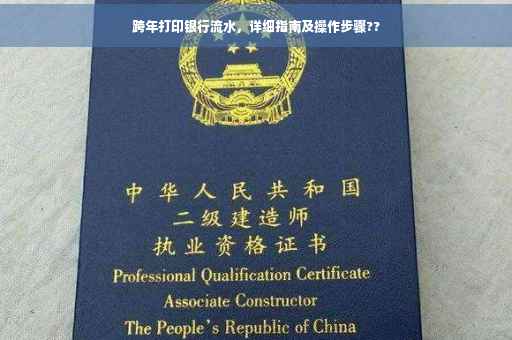 跨年打印银行流水，详细指南及操作步骤??
中华人民共和国
二级建造师
执业资格证书
Professional Qualification Certificate
Associate Constructor
The People's Republic of China